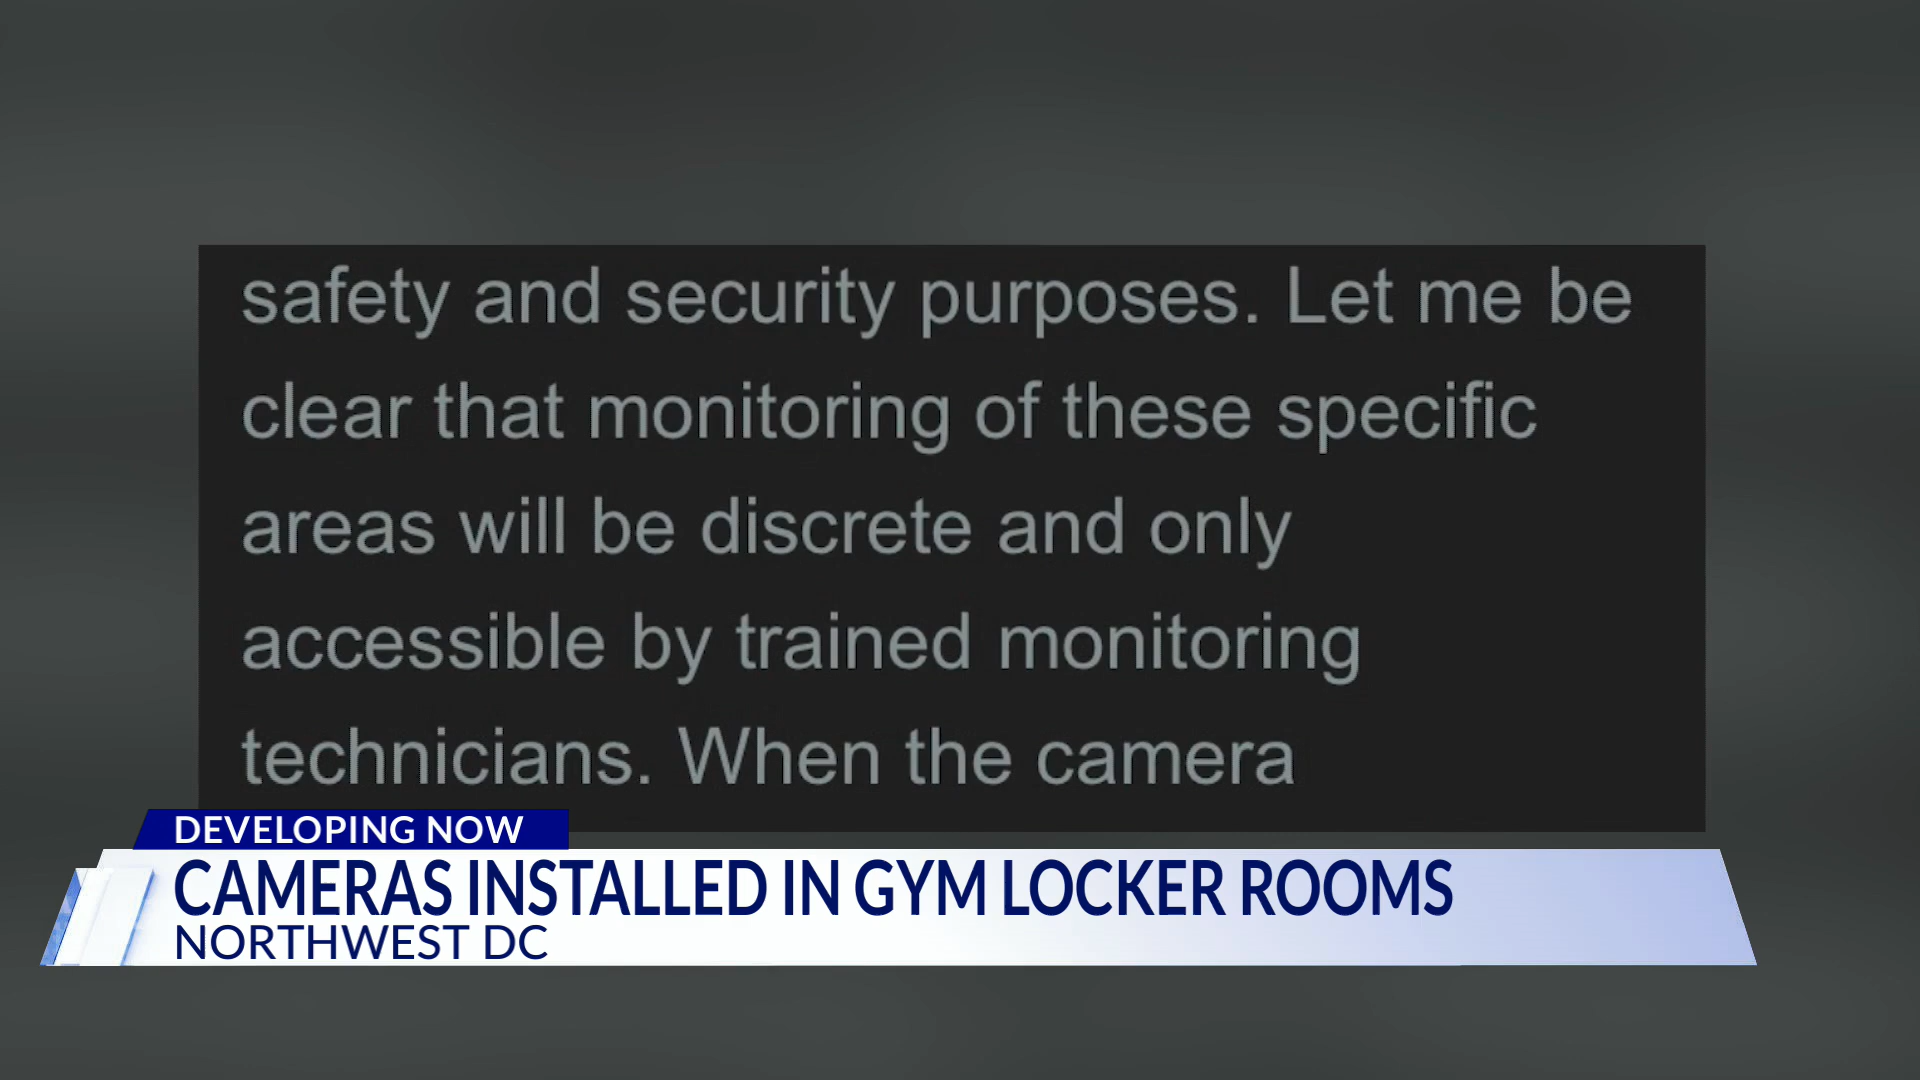 safety and security purposes. Let me be
clear that monitoring of these specific
areas will be discrete and only
accessible by trained monitoring
technicians. When the camera
DEVELOPING NOW
CAMERAS INSTALLED IN GYM LOCKER ROOMS
NORTHWEST DC